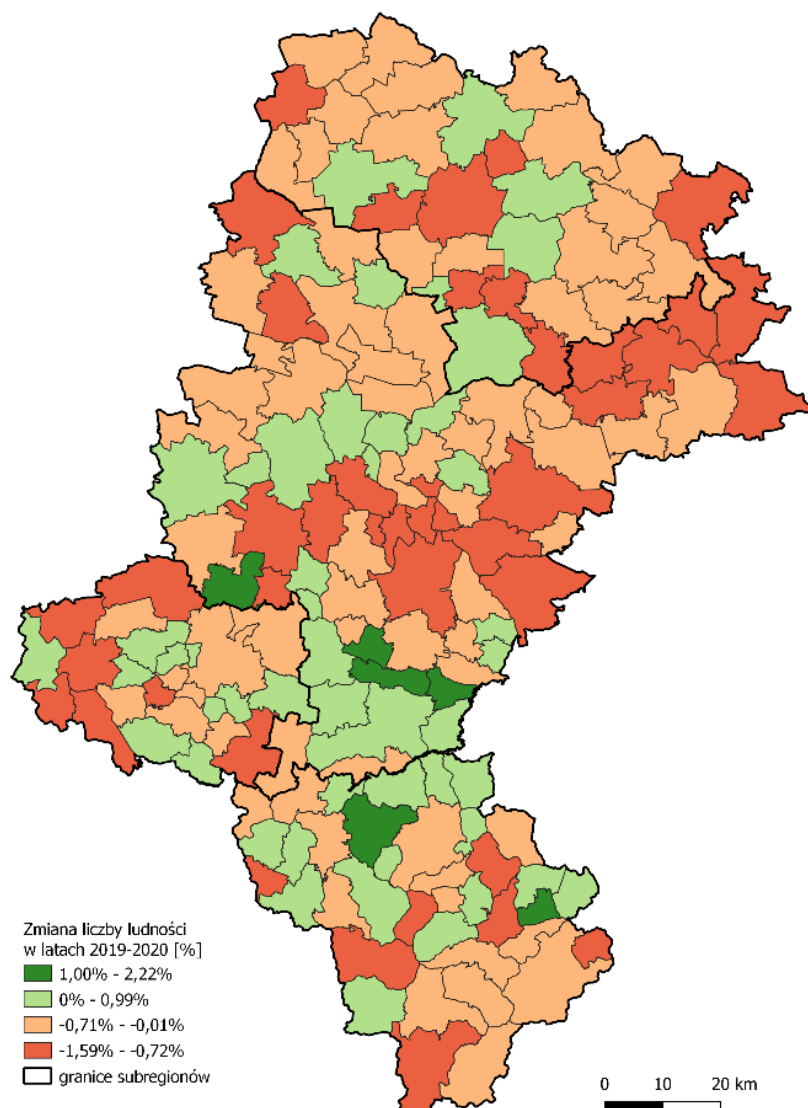 Zmiana liczby ludności
w latach 2019-2020 [%]
1,00% - 2,22%
0% - 0,99%
-0,71% - -0,01%
-1,59% - -0,72%
granice subregionów
0 10 20 km